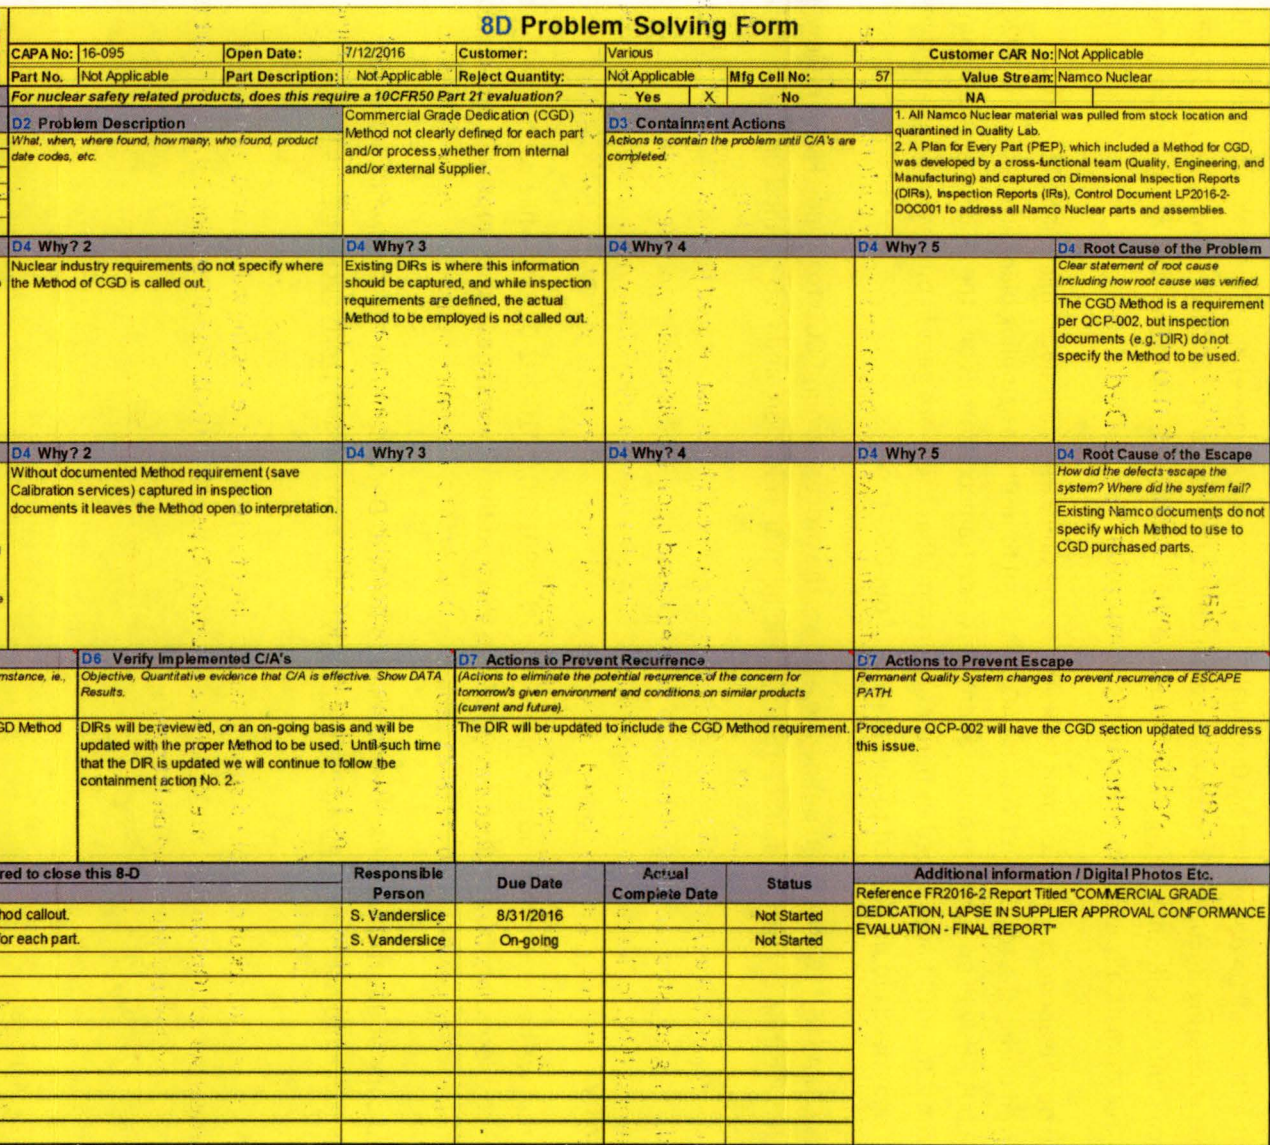 8D Problem Solving Form
CAPA No: 16-095 Open Date: 7/12/2016 Customer: Various Customer CAR No: Not Applicable
Part No. Not Applicable Part Description: Not Applicable Reject Quantity: Not Applicable Mfg Cell No: 57 Value Stream: Namco Nuclear
For nuclear safety related products, does this require a 10CFR50 Part 21 evaluation? Yes X No NA
D2 Problem Description
What, when, where found, how many, who found, product
date codes, etc.
Commercial Grade Dedication (CGD)
Method not clearly defined for each part
and/or process,whether from internal
and/or external supplier.
D3 Containment Actions
Actions to contain the problem until C/A's are
completed.
1. All Namco Nuclear material was pulled from stock location and
quarantined in Quality Lab.
2. A Plan for Every Part (PfEP), which included a Method for CGD,
was developed by a cross-functional team (Quality, Engineering, and
Manufacturing) and captured on Dimensional Inspection Reports
(DIRs), Inspection Reports (IRs), Control Document LP2016-2-
DOC001 to address all Namco Nuclear parts and assemblies.
D4 Why? 2
Nuclear industry requirements do not specify where
the Method of CGD is called out.
D4 Why? 3
Existing DIRs is where this information
should be captured, and while inspection
requirements are defined, the actual
Method to be employed is not called out.
D4 Why? 4
D4 Why? 5
D4 Root Cause of the Problem
Clear statement of root cause
Including how root cause was verified.
The CGD Method is a requirement
per QCP-002, but inspection
documents (e.g. DIR) do not
specify the Method to be used.
D4 Why? 2
Without documented Method requirement (save
Calibration services) captured in inspection
documents it leaves the Method open to interpretation.
D4 Why? 3
D4 Why? 4
D4 Why? 5
D4 Root Cause of the Escape
How did the defects escape the
system? Where did the system fail?
Existing Namco documents do not
specify which Method to use to
CGD purchased parts.
mstance, ie.,
GD Method
D6 Verify Implemented C/A's
Objective, Quantitative evidence that C/A is effective. Show DATA
Results.
DIRs will be reviewed, on an on-going basis and will be
updated with the proper Method to be used. Until such time
that the DIR is updated we will continue to follow the
containment action No. 2.
D7 Actions to Prevent Recurrence
(Actions to eliminate the potential recurrence of the concern for
tomorrow's given environment and conditions on similar products
(current and future).
The DIR will be updated to include the CGD Method requirement.
D7 Actions to Prevent Escape
Permanent Quality System changes to prevent recurrence of ESCAPE
PATH.
Procedure QCP-002 will have the CGD section updated to address
this issue.
red to close this 8-D Responsible Person Due Date Actual Complete Date Status
hod callout. S. Vanderslice 8/31/2016 Not Started
or each part. S. Vanderslice On-going Not Started
Additional information / Digital Photos Etc.
Reference FR2016-2 Report Titled "COMMERCIAL GRADE
DEDICATION, LAPSE IN SUPPLIER APPROVAL CONFORMANCE
EVALUATION - FINAL REPORT"